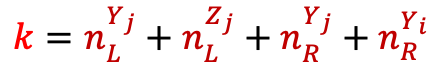 k = n_L^{Y_j} + n_L^{Z_j} + n_R^{Y_j} + n_R^{Y_i}